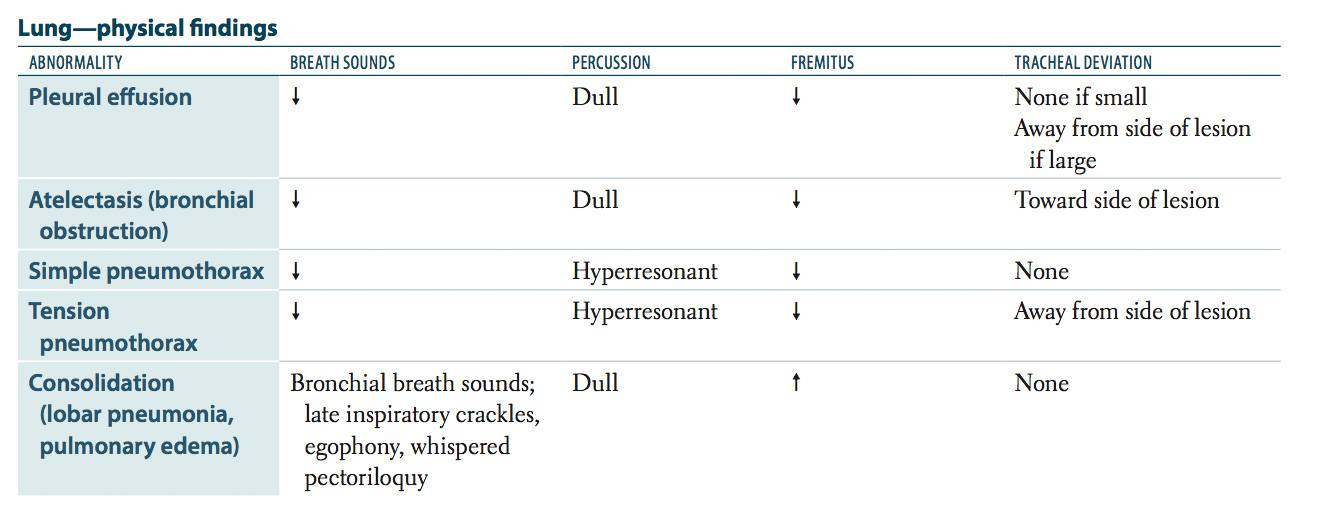 Lung—physical findings
ABNORMALITY BREATH SOUNDS PERCUSSION FREMITUS TRACHEAL DEVIATION
Pleural effusion ↓ Dull ↓ None if small
Away from side of lesion
if large
Atelectasis (bronchial ↓ Dull ↓ Toward side of lesion
obstruction)
Simple pneumothorax ↓ Hyperresonant ↓ None
Tension ↓ Hyperresonant ↓ Away from side of lesion
pneumothorax
Consolidation Bronchial breath sounds; Dull ↑ None
(lobar pneumonia, late inspiratory crackles,
pulmonary edema) egophony, whispered
pectoriloquy